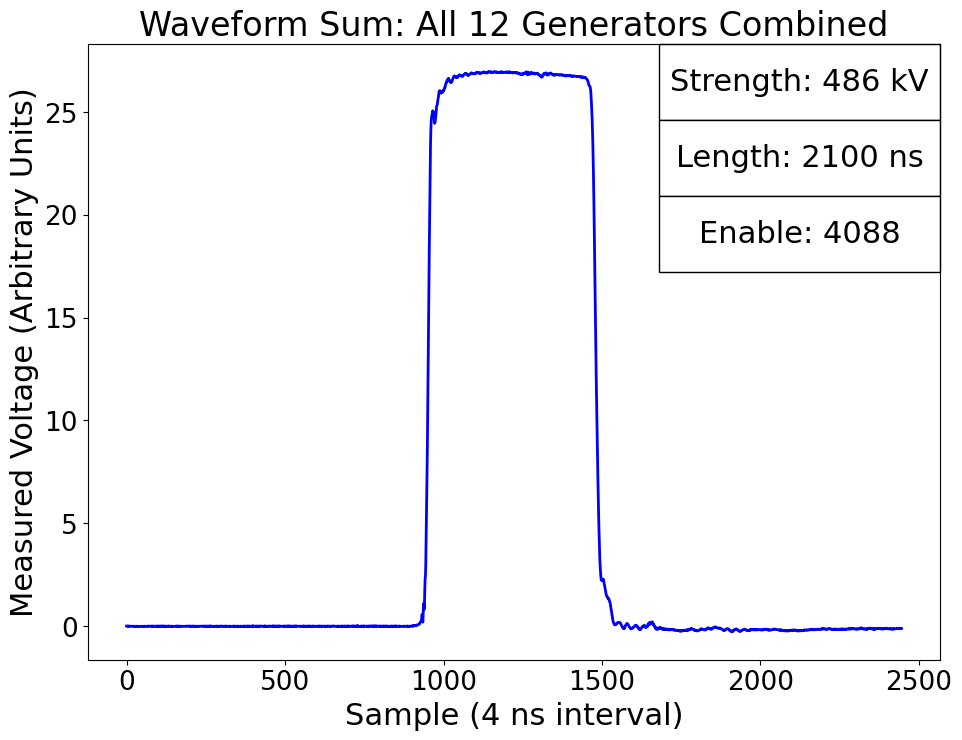 Waveform Sum: All 12 Generators Combined
Strength: 486 kV
Length: 2100 ns
Enable: 4088
Measured Voltage (Arbitrary Units)
25
20
15
10
5
0
0 500 1000 1500 2000 2500
Sample (4 ns interval)